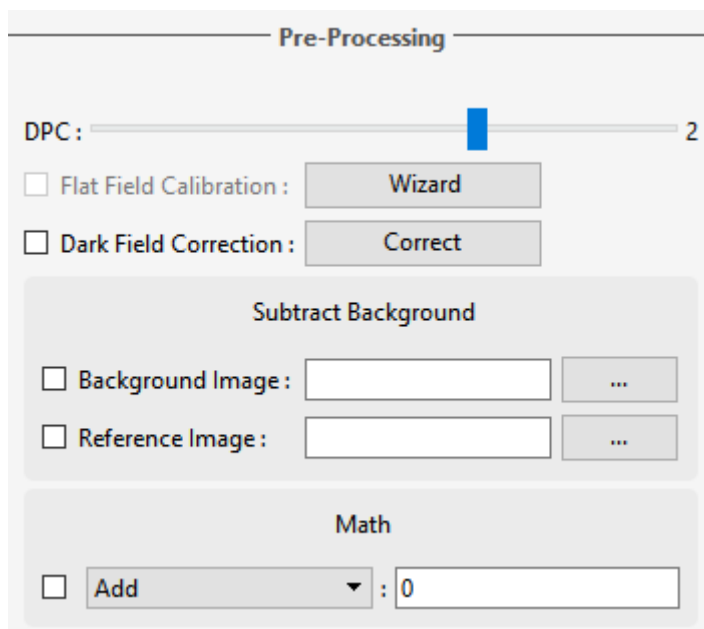 Pre-Processing
DPC : 2
Flat Field Calibration : Wizard
Dark Field Correction : Correct
Subtract Background
Background Image : ...
Reference Image : ...
Math
Add : 0